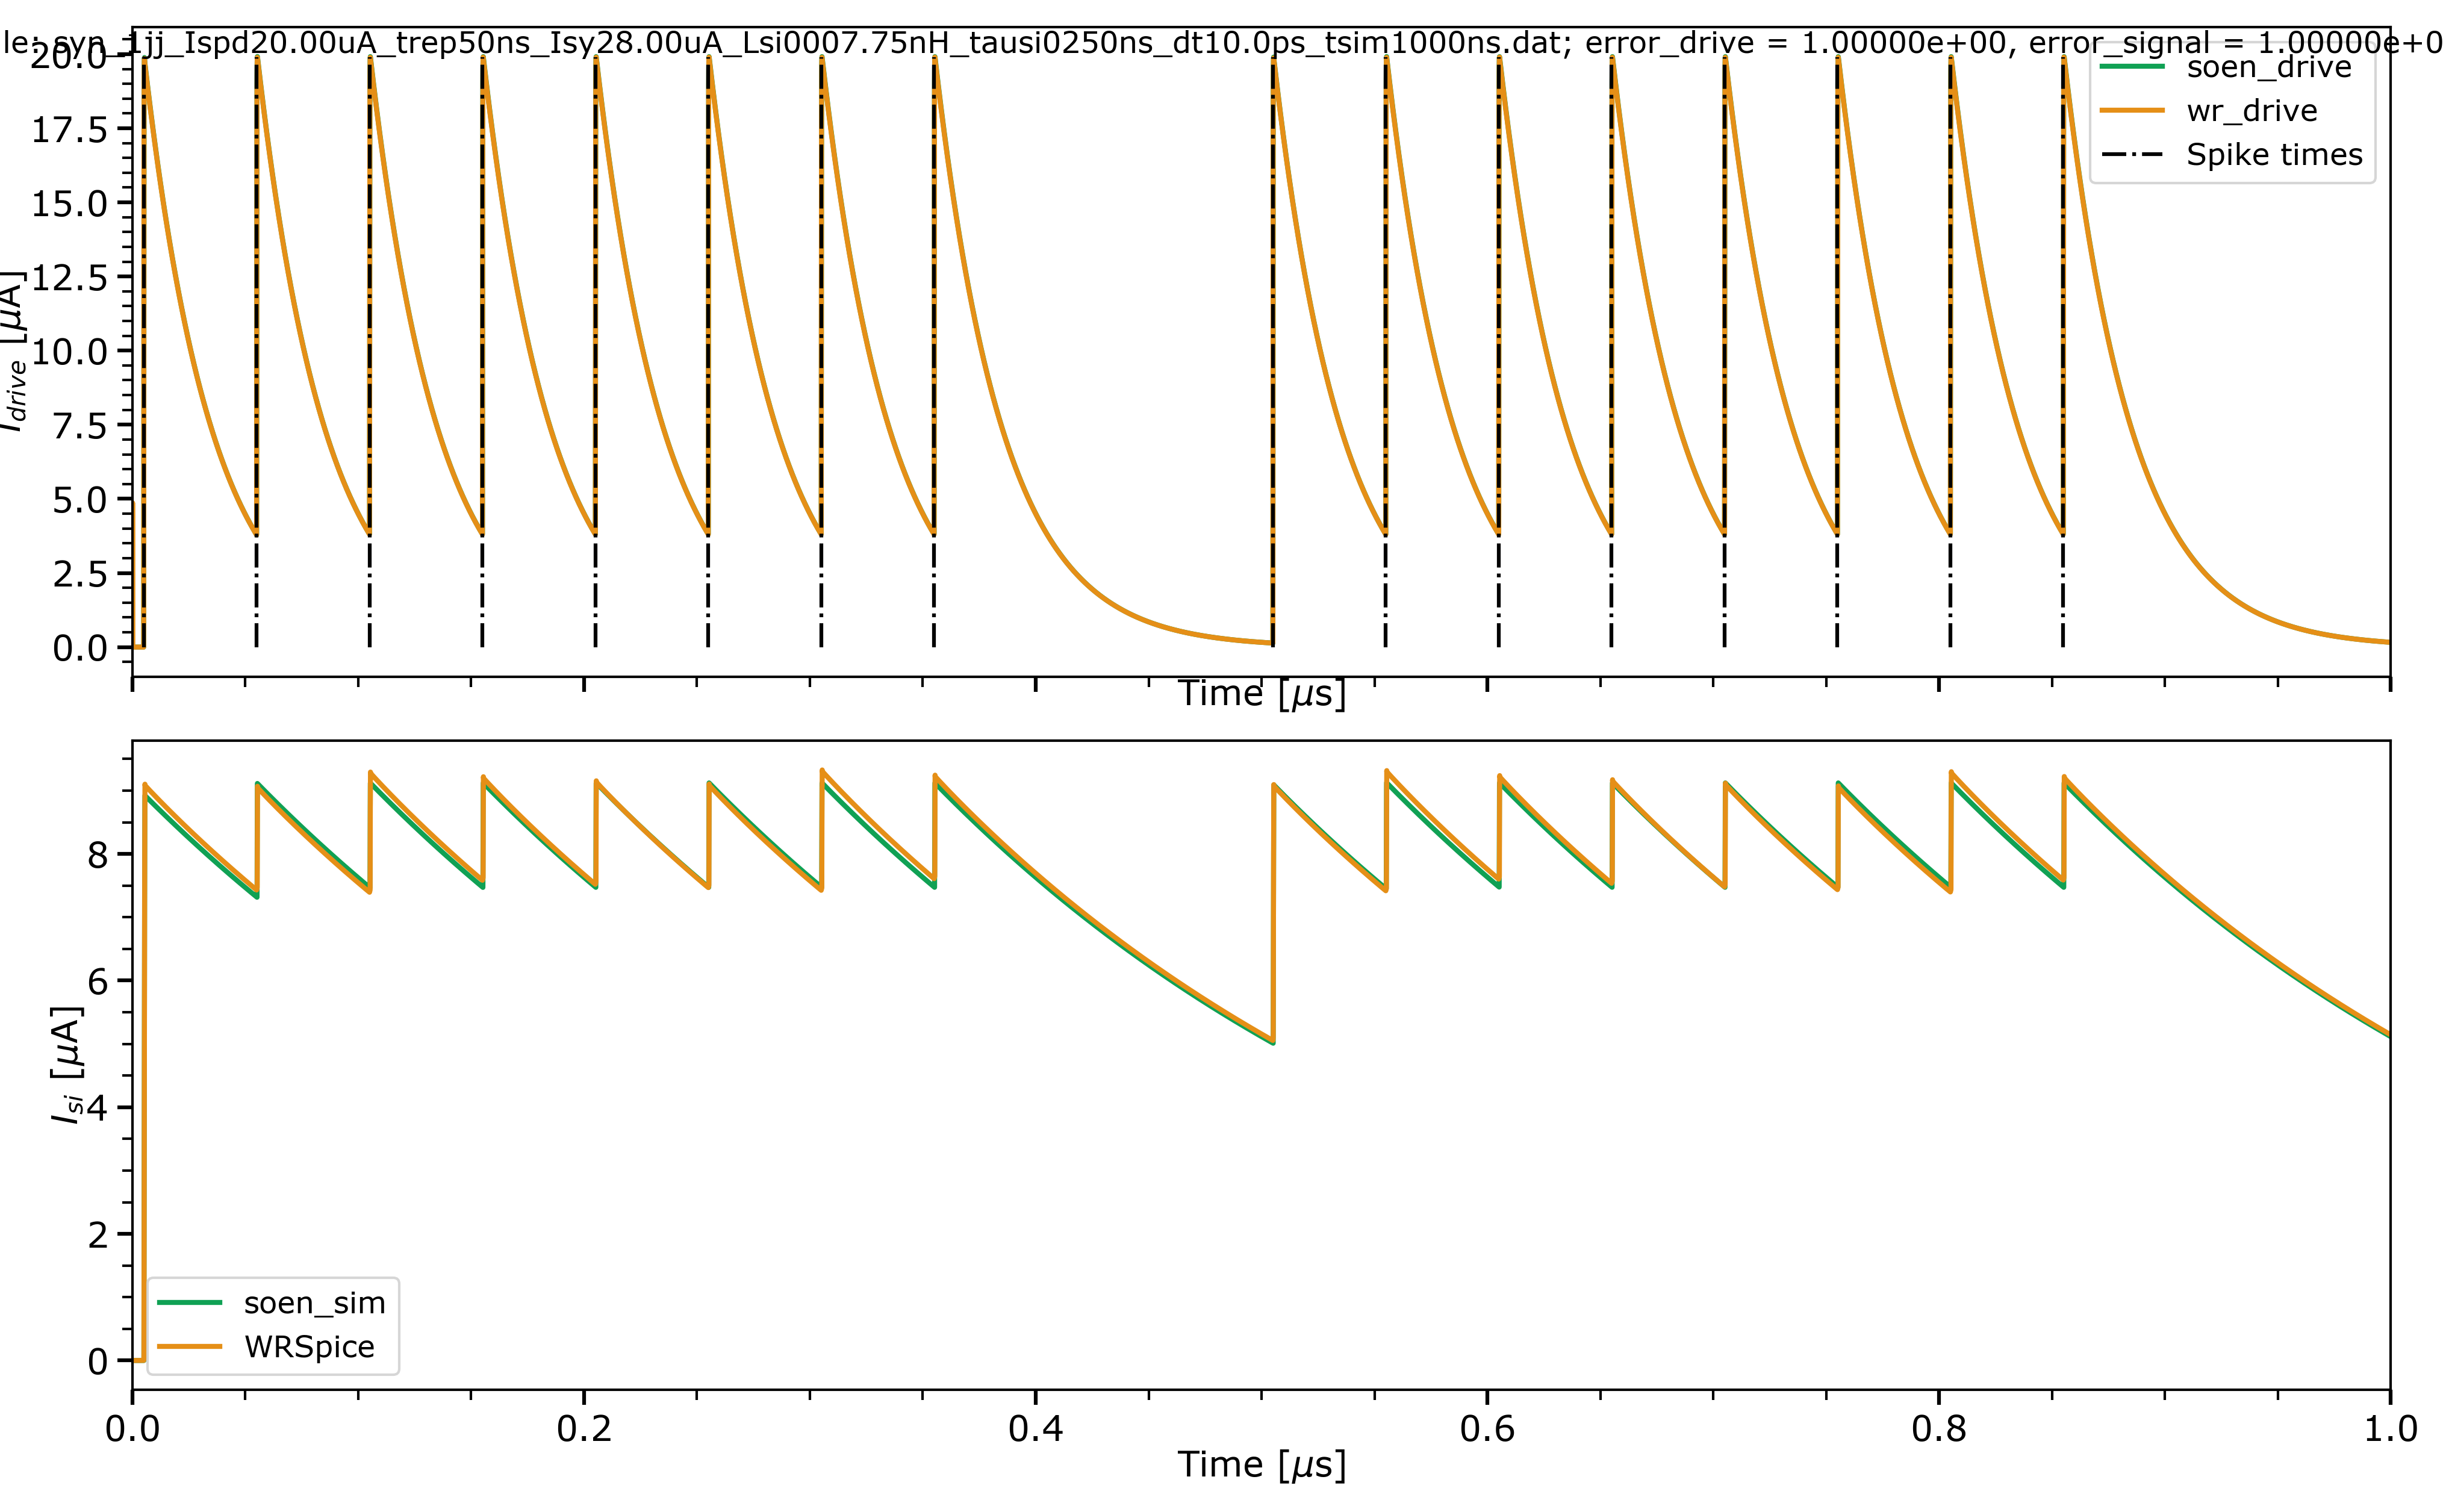 le: syn_1jj_Ispd20.00uA_trep50ns_Isy28.00uA_Lsi0007.75nH_tausi0250ns_dt10.0ps_tsim1000ns.dat; error_drive = 1.00000e+00, error_signal = 1.00000e+0
soen_drive
wr_drive
Spike times
20.0
17.5
15.0
12.5
10.0
7.5
5.0
2.5
0.0
I_drive [μA]
Time [μs]
8
6
4
2
0
I_si [μA]
soen_sim
WRSpice
0.0 0.2 0.4 0.6 0.8 1.0
Time [μs]